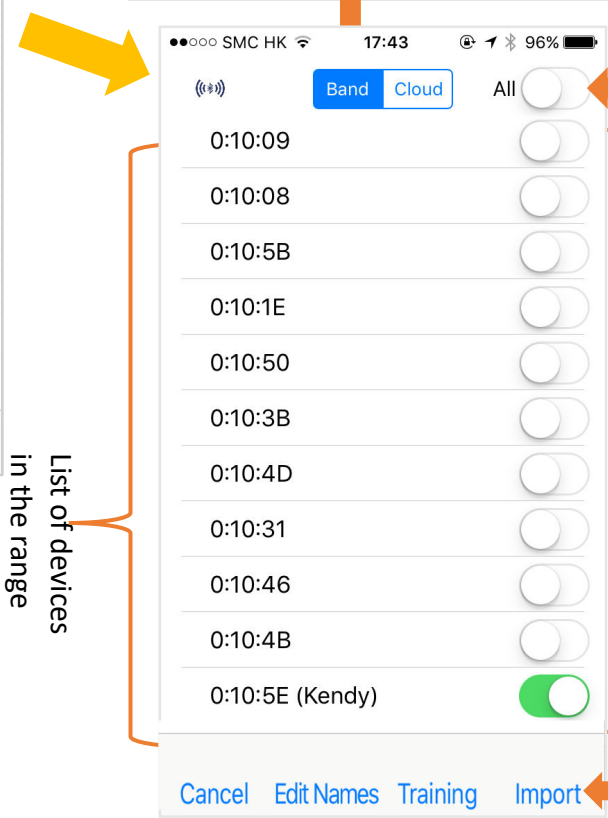 SMC HK 17:43 96%
Band Cloud All
0:10:09
0:10:08
0:10:5B
0:10:1E
0:10:50
0:10:3B
0:10:4D
0:10:31
0:10:46
0:10:4B
0:10:5E (Kendy)
Cancel Edit Names Training Import
List of devices
in the range